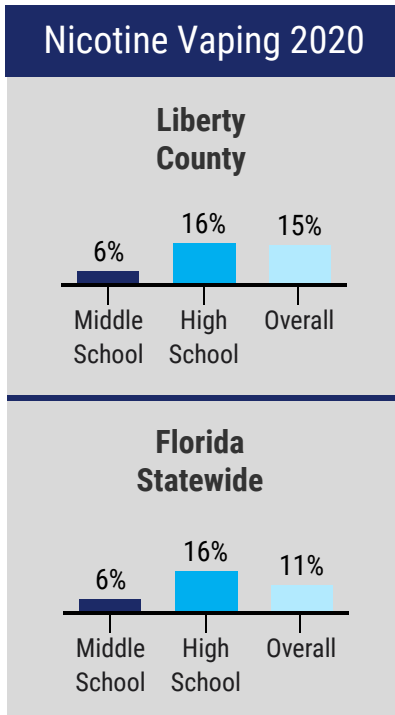 Nicotine Vaping 2020
Liberty
County
6%
16%
15%
Middle
School
High
School
Overall
Florida
Statewide
6%
16%
11%
Middle
School
High
School
Overall